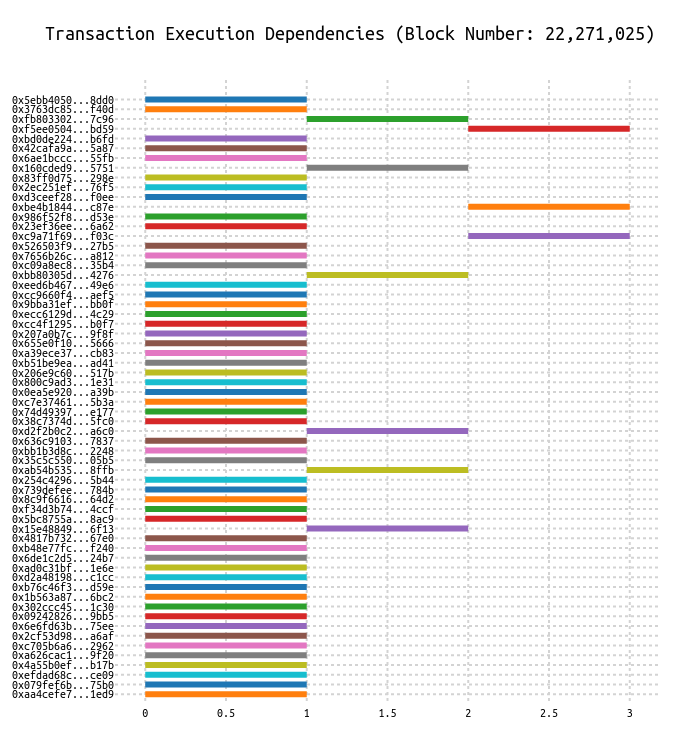 Transaction Execution Dependencies (Block Number: 22,271,025)
0x5ebb4050...8dd0
0x3763dc85...f40d
0xfb803302...7c96
0xf5ee0504...bd59
0xbd0de224...b6fd
0x42cafa9a...5a87
0x6ae1bccc...55fb
0x160cded9...5751
0x83ff0d75...298e
0x2ec251ef...76f5
0xd3ceef28...f0ee
0xbe4b1844...c87e
0x986f52f8...d53e
0x23ef36ee...6a62
0xc9a71f69...f03c
0x526503f9...27b5
0x7656b26c...a812
0xc09a8ec8...35b4
0xbb80305d...4276
0xeed6b467...49e6
0xcc9660f4...aef5
0x9bba31ef...bb0f
0xecc6129d...4c29
0xcc4f1295...b0f7
0x207a0b7c...9f8f
0x655e0f10...5666
0xa39ece37...cb83
0xb51be9ea...ad41
0x206e9c60...517b
0x800c9ad3...1e31
0x0ea5e920...a39b
0xc7e37461...5b3a
0x74d49397...e177
0x38c7374d...5fc0
0xd2f2b0c2...a6c0
0x636c9103...7837
0xbb1b3d8c...2248
0x35c5c550...05b5
0xab54b535...8ffb
0x254c4296...5b44
0x739defee...784b
0x8c9f6616...64d2
0xf34d3b74...4ccf
0x5bc8755a...8ac9
0x15e48849...6f13
0x4817b732...67e0
0xb48e77fc...f240
0x6de1c2d5...24b7
0xad0c31bf...1e6e
0xd2a48198...c1cc
0xb76c46f3...d59e
0x1b563a87...6bc2
0x302ccc45...1c30
0x09242826...9bb5
0x6e6fd63b...75ee
0x2cf53d98...a6af
0xc705b6a6...2962
0xa626cac1...9f20
0x4a55b0ef...b17b
0xefdad68c...ce09
0x079fef6b...75b0
0xaa4cefe7...1ed9
0 0.5 1 1.5 2 2.5 3